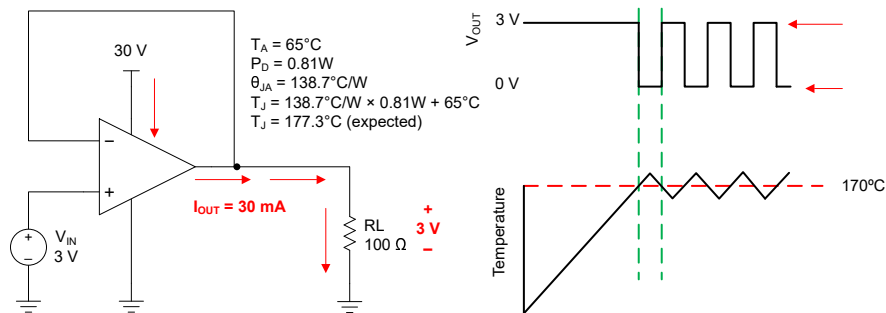 30 V
T_A = 65°C
P_D = 0.81W
θ_JA = 138.7°C/W
T_J = 138.7°C/W × 0.81W + 65°C
T_J = 177.3°C (expected)
−
+
I_OUT = 30 mA
+
−
V_IN
3 V
RL
100 Ω
+
3 V
−
V_OUT
3 V
0 V
Temperature
170ºC